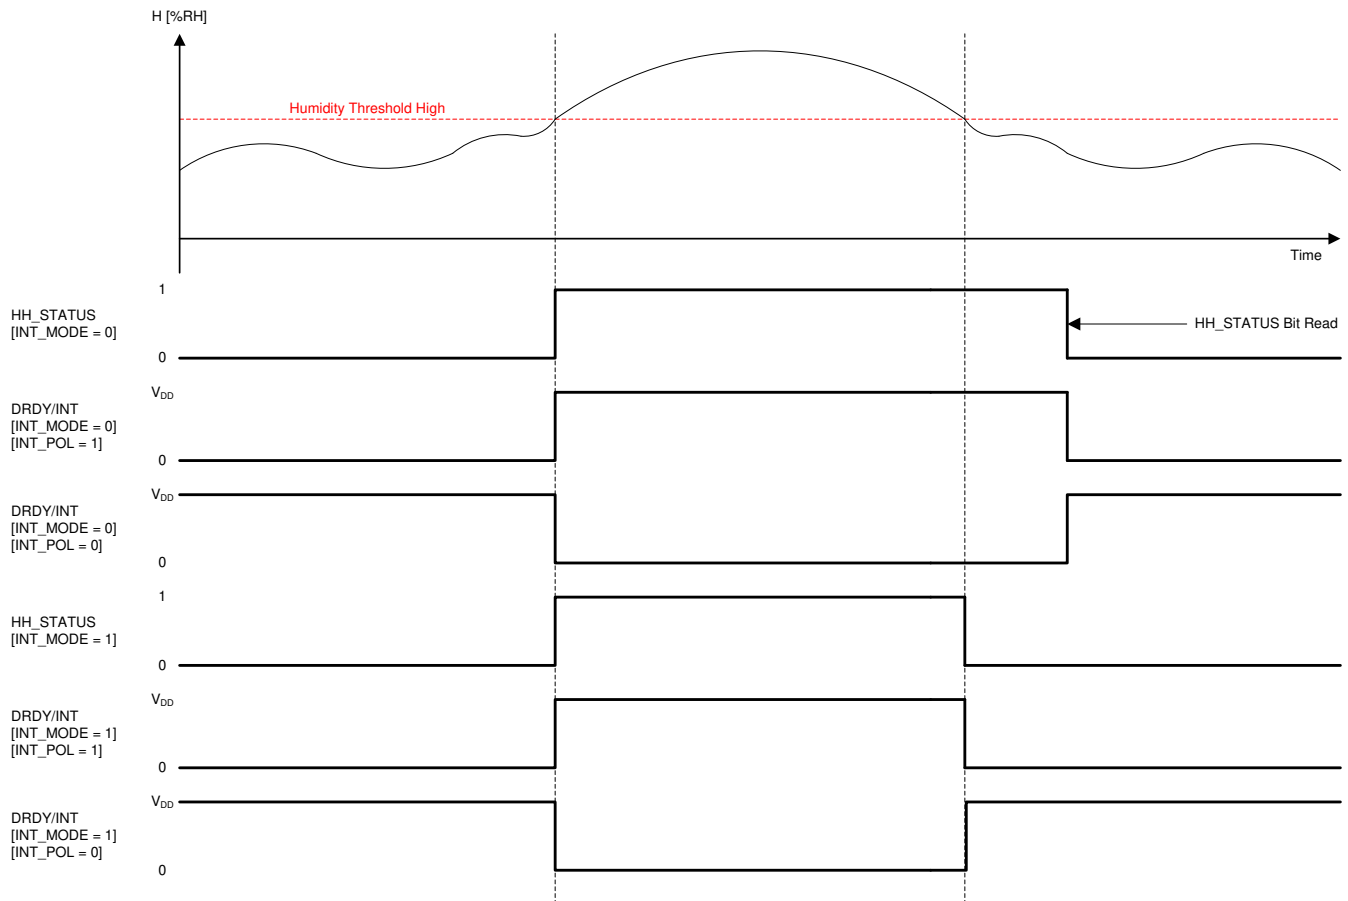 H [%RH]
Humidity Threshold High
Time
1
HH_STATUS
[INT_MODE = 0]
HH_STATUS Bit Read
0
VDD
DRDY/INT
[INT_MODE = 0]
[INT_POL = 1]
0
VDD
DRDY/INT
[INT_MODE = 0]
[INT_POL = 0]
0
1
HH_STATUS
[INT_MODE = 1]
0
VDD
DRDY/INT
[INT_MODE = 1]
[INT_POL = 1]
0
VDD
DRDY/INT
[INT_MODE = 1]
[INT_POL = 0]
0